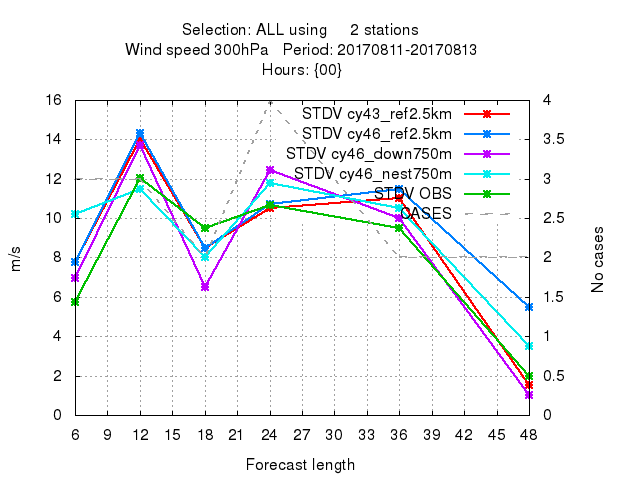 Selection: ALL using 2 stations
Wind speed 300hPa Period: 20170811-20170813
Hours: {00}
16 4
STDV cy43_ref2.5km
14 3.5
STDV cy46_ref2.5km
STDV cy46_down750m
12 3
STDV cy46_nest750m
STDV OBS
10 2.5
CASES
8 2
m/s
No cases
6 1.5
4 1
2 0.5
0 0
6 9 12 15 18 21 24 27 30 33 36 39 42 45 48
Forecast length